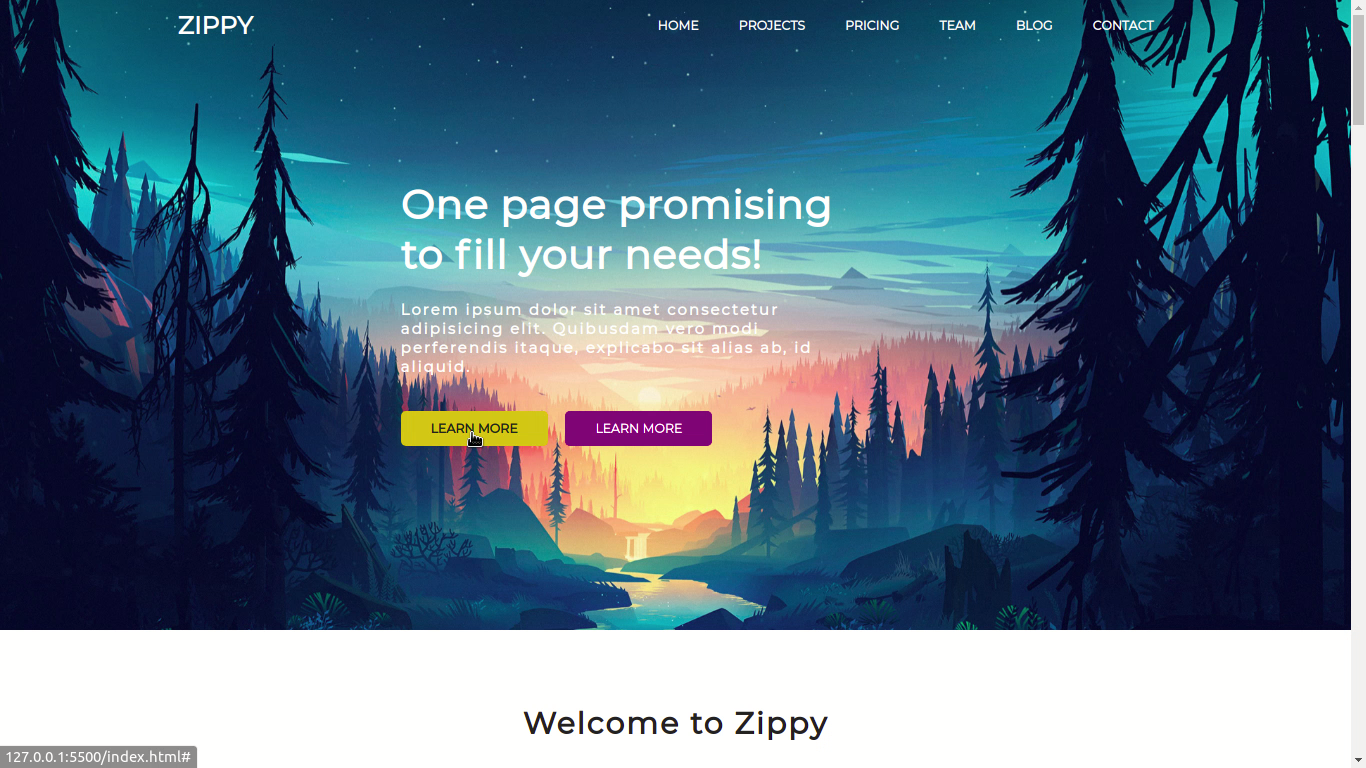 ZIPPY
HOME PROJECTS PRICING TEAM BLOG CONTACT
One page promising
to fill your needs!
Lorem ipsum dolor sit amet consectetur
adipisicing elit. Quibusdam vero modi
perferendis itaque, explicabo sit alias ab, id
aliquid.
LEARN MORE LEARN MORE
Welcome to Zippy
127.0.0.1:5500/index.html#